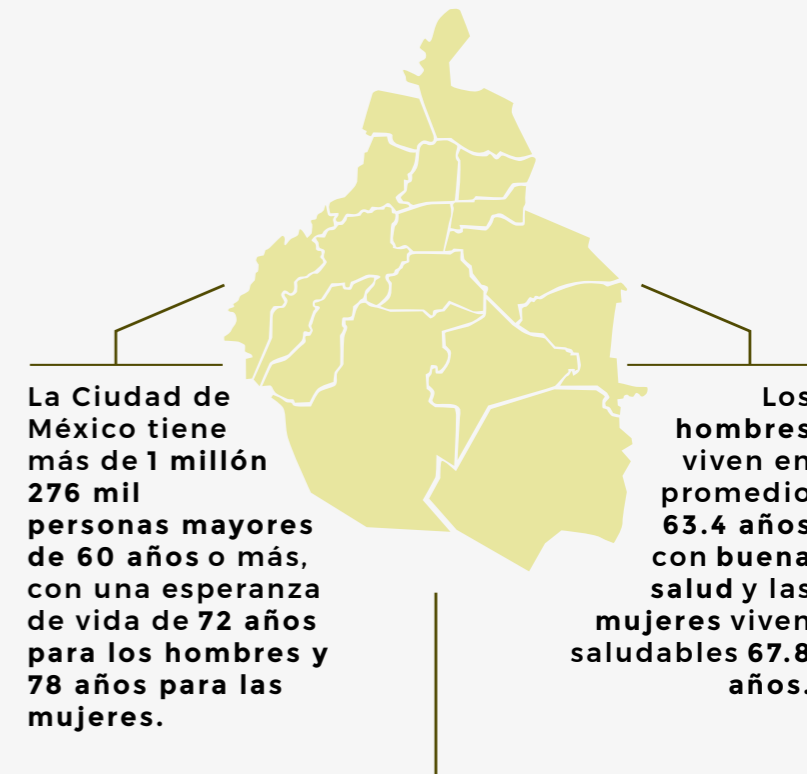 La Ciudad de
México tiene
más de 1 millón
276 mil
personas mayores
de 60 años o más,
con una esperanza
de vida de 72 años
para los hombres y
78 años para las
mujeres.
Los
hombres
viven en
promedio
63.4 años
con buena
salud y las
mujeres viven
saludables 67.8
años.